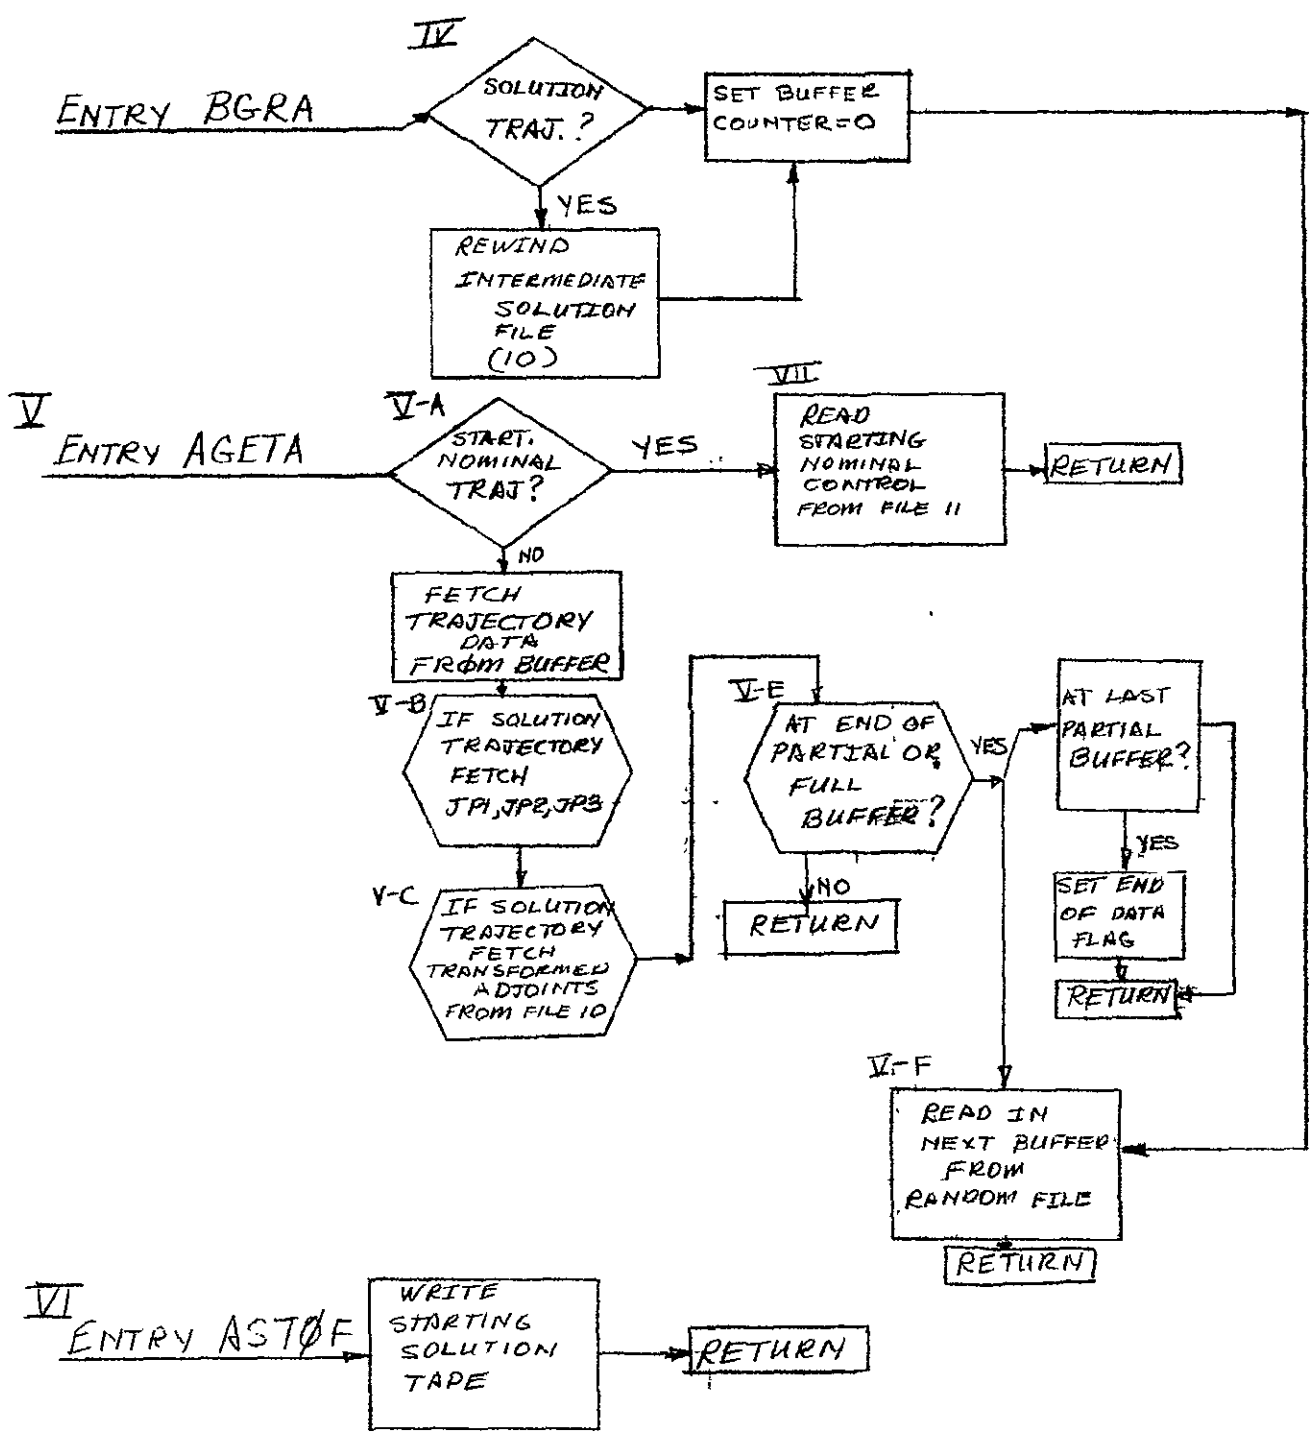 IV
ENTRY BGRA
SOLUTION
TRAJ.?
SET BUFFER
COUNTER=0
YES
REWIND
INTERMEDIATE
SOLUTION
FILE
(10)
V
ENTRY AGETA
V-A
START.
NOMINAL
TRAJ?
YES
VII
READ
STARTING
NOMINAL
CONTROL
FROM FILE 11
RETURN
NO
FETCH
TRAJECTORY
DATA
FRØM BUFFER
V-B
IF SOLUTION
TRAJECTORY
FETCH
JP1,JP2,JP3
V-C
IF SOLUTION
TRAJECTORY
FETCH
TRANSFORMED
ADJOINTS
FROM FILE 10
V-E
AT END OF
PARTIAL OR
FULL
BUFFER?
YES
NO
RETURN
AT LAST
PARTIAL
BUFFER?
YES
SET END
OF DATA
FLAG
RETURN
V-F
READ IN
NEXT BUFFER
FROM
RANDOM FILE
RETURN
VI
ENTRY ASTØF
WRITE
STARTING
SOLUTION
TAPE
RETURN